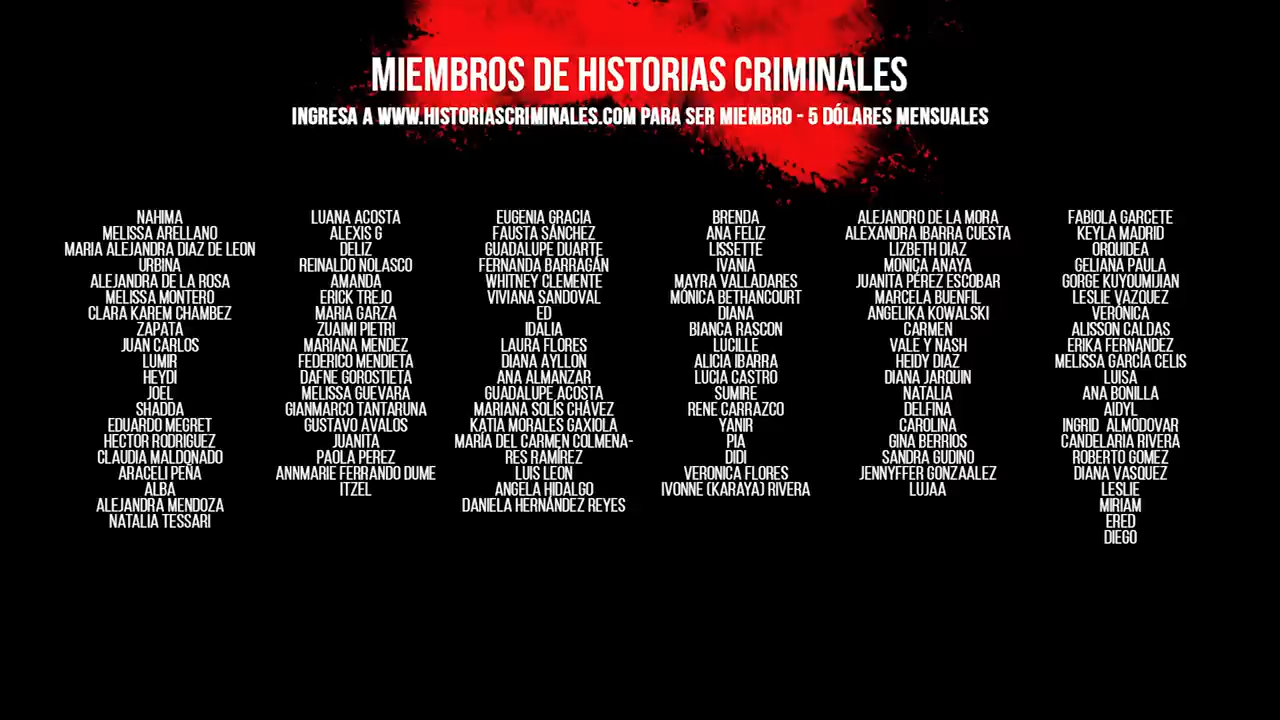 MIEMBROS DE HISTORIAS CRIMINALES
INGRESA A WWW.HISTORIASCRIMINALES.COM PARA SER MIEMBRO - 5 DÓLARES MENSUALES
NAHIMA
MELISSA ARELLANO
MARIA ALEJANDRA DIAZ DE LEON
URBINA
ALEJANDRA DE LA ROSA
MELISSA MONTERO
CLARA KAREM CHAMBEZ
ZAPATA
JUAN CARLOS
LUMIR
HEYDI
JOEL
SHADDA
EDUARDO MEGRET
HECTOR RODRIGUEZ
CLAUDIA MALDONADO
ARACELI PEÑA
ALBA
ALEJANDRA MENDOZA
NATALIA TESSARI
LUANA ACOSTA
ALEXIS G
DELIZ
REINALDO NOLASCO
AMANDA
ERICK TREJO
MARIA GARZA
ZUAIMI PIETRI
MARIANA MENDEZ
FEDERICO MENDIETA
DAFNE GOROSTIETA
MELISSA GUEVARA
GIANMARCO TANTARUNA
GUSTAVO AVALOS
JUANITA
PAOLA PEREZ
ANNMARIE FERRANDO DUME
ITZEL
EUGENIA GRACIA
FAUSTA SÁNCHEZ
GUADALUPE DUARTE
FERNANDA BARRAGÁN
WHITNEY CLEMENTE
VIVIANA SANDOVAL
ED
IDALIA
LAURA FLORES
DIANA AYLLON
ANA ALMANZAR
GUADALUPE ACOSTA
MARIANA SOLÍS CHÁVEZ
KATIA MORALES GAXIOLA
MARÍA DEL CARMEN COLMENA-
RES RAMÍREZ
LUIS LEON
ANGELA HIDALGO
DANIELA HERNÁNDEZ REYES
BRENDA
ANA FELIZ
LISSETTE
IVANIA
MAYRA VALLADARES
MÓNICA BETHANCOURT
DIANA
BIANCA RASCON
LUCILLE
ALICIA IBARRA
LUCIA CASTRO
SUMIRE
RENE CARRAZCO
YANIR
PIA
DIDI
VERONICA FLORES
IVONNE (KARAYA) RIVERA
ALEJANDRO DE LA MORA
ALEXANDRA IBARRA CUESTA
LIZBETH DIAZ
MONICA ANAYA
JUANITA PÉREZ ESCOBAR
MARCELA BUENFIL
ANGELIKA KOWALSKI
CARMEN
VALE Y NASH
HEIDY DIAZ
DIANA JARQUIN
NATALIA
DELFINA
CAROLINA
GINA BERRIOS
SANDRA GUDINO
JENNYFFER GONZAALEZ
LUJAA
FABIOLA GARCETE
KEYLA MADRID
ORQUIDEA
GELIANA PAULA
GORGE KUYOUMIJIAN
LESLIE VAZQUEZ
VERÓNICA
ALISSON CALDAS
ERIKA FERNANDEZ
MELISSA GARCÍA CELIS
LUISA
ANA BONILLA
AIDYL
INGRID  ALMODOVAR
CANDELARIA RIVERA
ROBERTO GOMEZ
DIANA VASQUEZ
LESLIE
MIRIAM
ERED
DIEGO